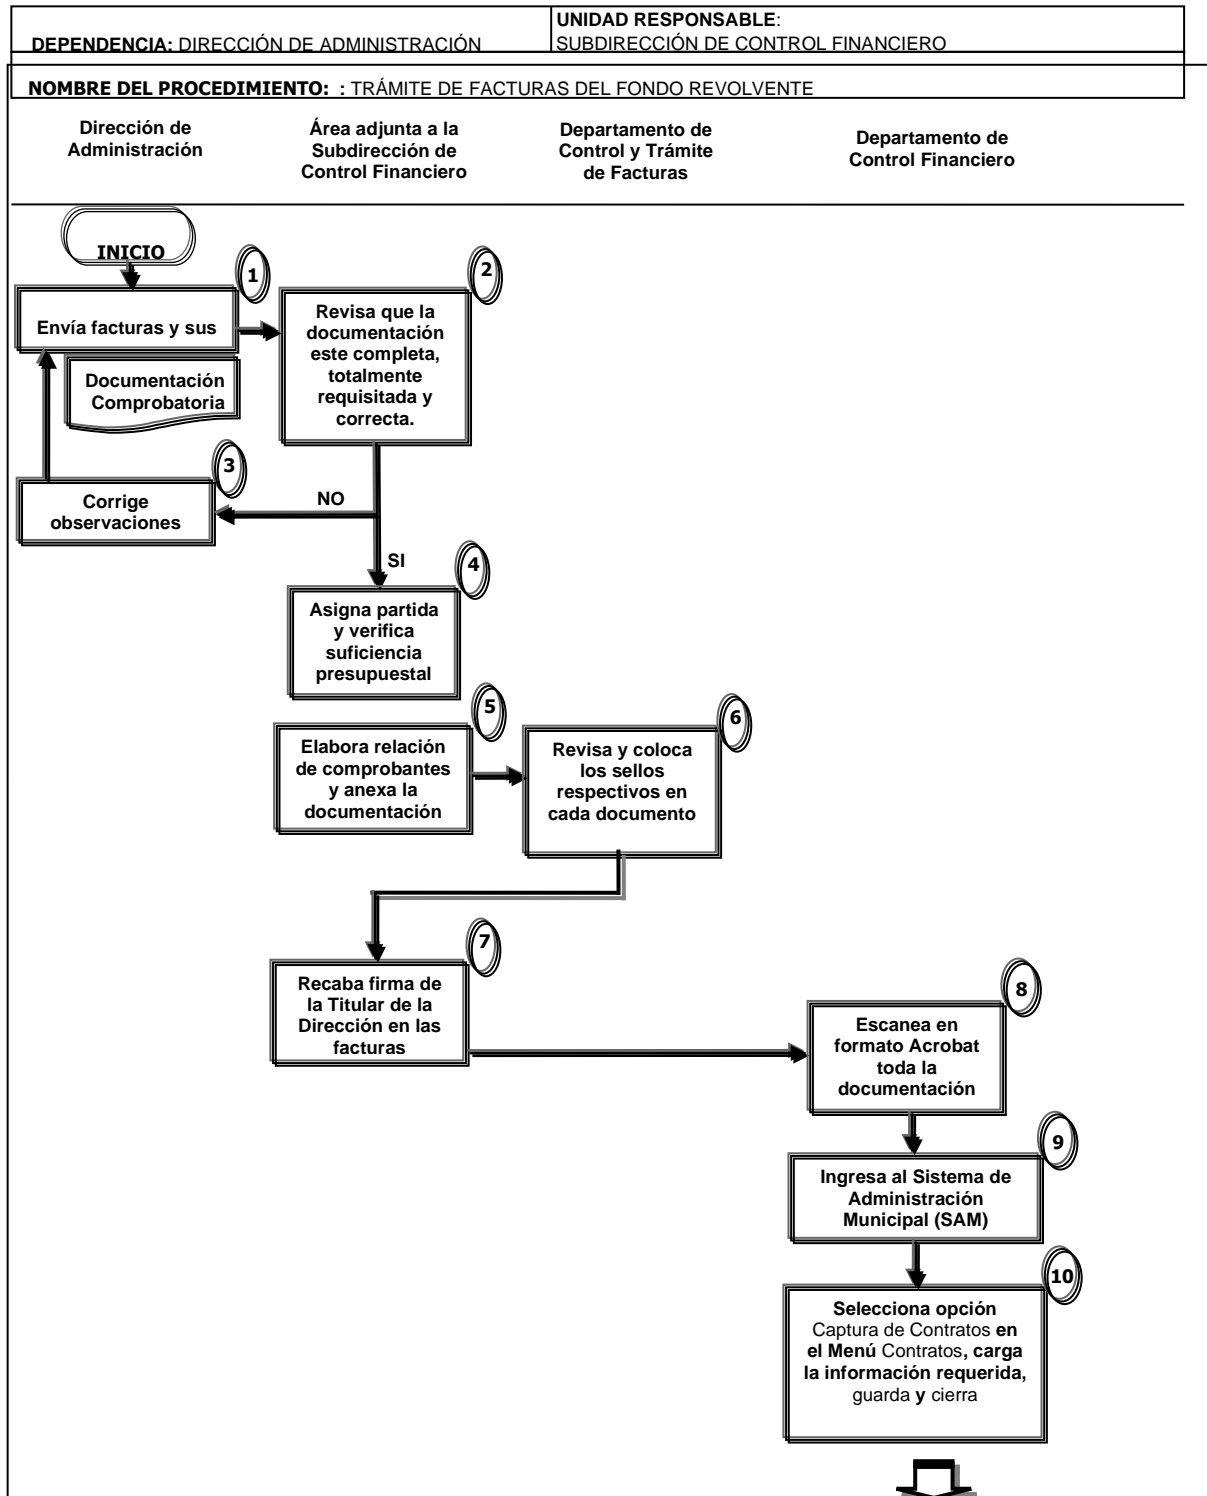 UNIDAD RESPONSABLE:
DEPENDENCIA: DIRECCIÓN DE ADMINISTRACIÓN
SUBDIRECCIÓN DE CONTROL FINANCIERO
NOMBRE DEL PROCEDIMIENTO: : TRÁMITE DE FACTURAS DEL FONDO REVOLVENTE
Dirección de
Administración
Área adjunta a la
Subdirección de
Control Financiero
Departamento de
Control y Trámite
de Facturas
Departamento de
Control Financiero
INICIO
1
Envía facturas y sus
Documentación
Comprobatoria
2
Revisa que la
documentación
este completa,
totalmente
requisitada y
correcta.
3
Corrige
observaciones
NO
SI
4
Asigna partida
y verifica
suficiencia
presupuestal
5
Elabora relación
de comprobantes
y anexa la
documentación
6
Revisa y coloca
los sellos
respectivos en
cada documento
7
Recaba firma de
la Titular de la
Dirección en las
facturas
8
Escanea en
formato Acrobat
toda la
documentación
9
Ingresa al Sistema de
Administración
Municipal (SAM)
10
Selecciona opción
Captura de Contratos en
el Menú Contratos, carga
la información requerida,
guarda y cierra